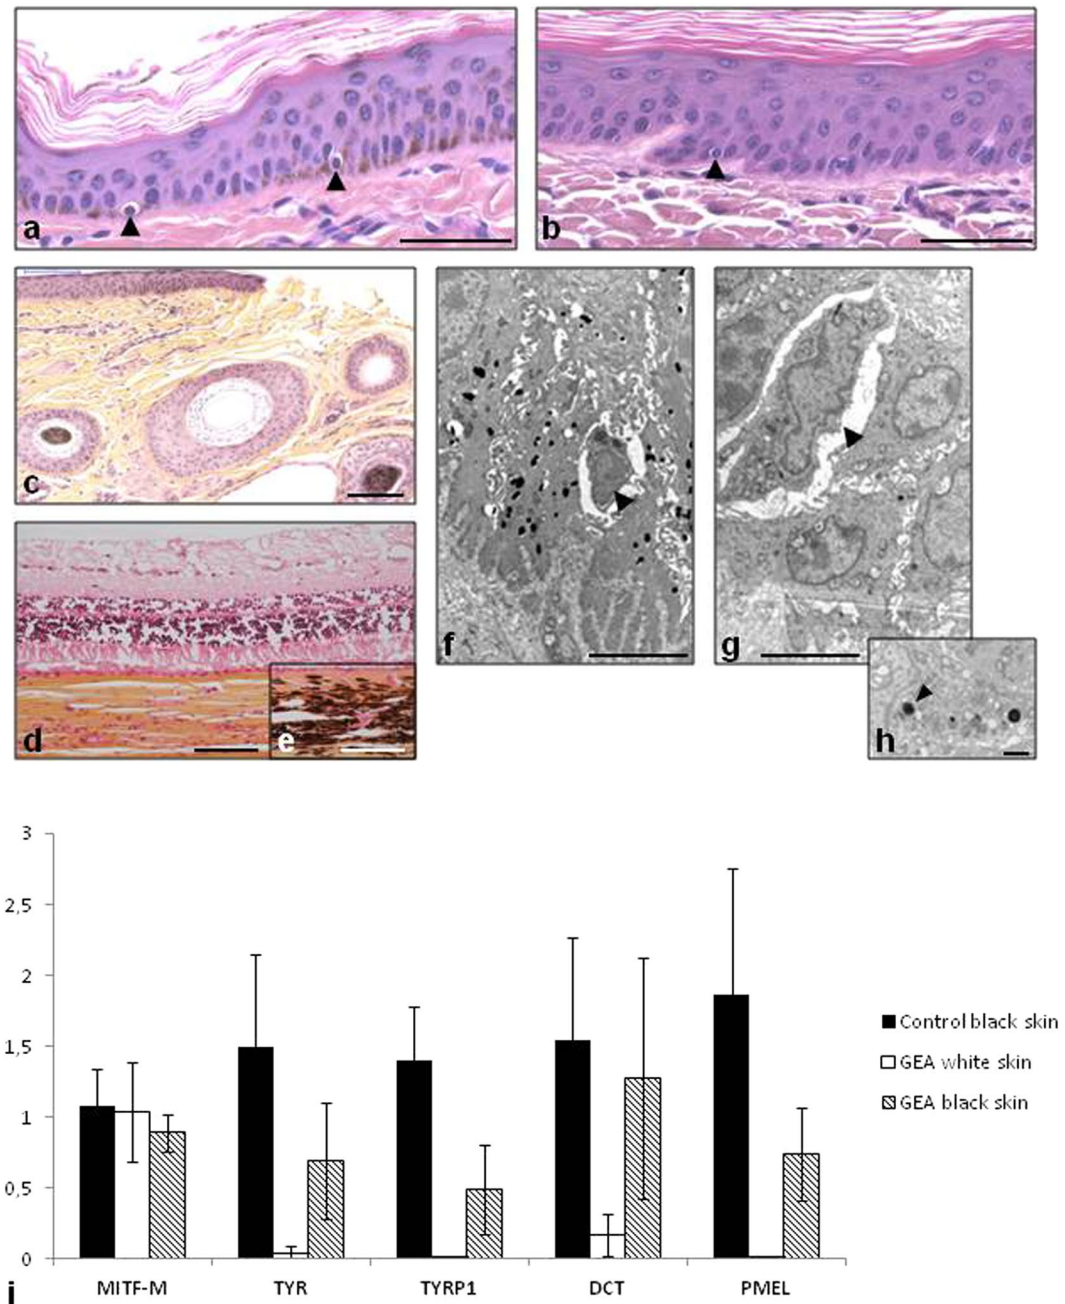 a
b
c
d
e
f
g
h
3
2,5
2
1,5
1
0,5
0
MITF-M TYR TYRP1 DCT PMEL
Control black skin
GEA white skin
GEA black skin
i